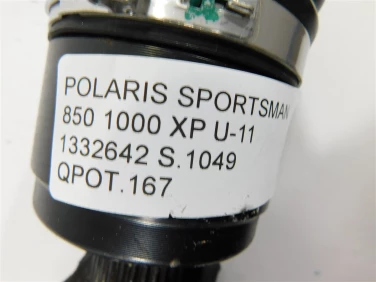 POLARIS SPORTSMAN
850 1000 XP U-11
1332642 S.1049
QPOT.167